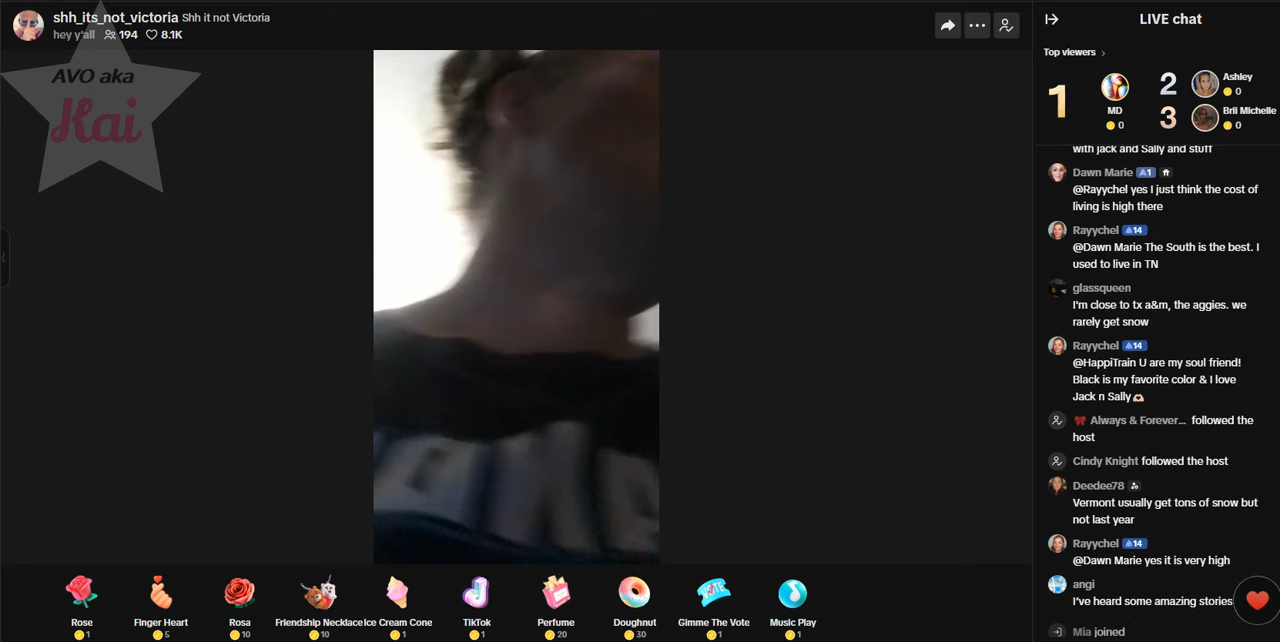 shh_its_not_victoria Shh it not Victoria
hey y'all 194 8.1K
AVO aka
Kai
LIVE chat
Top viewers
1
MD
0
2
Ashley
0
3
Bril Michelle
0
with jack and Sally and stuff
Dawn Marie 1
@Rayychel yes I just think the cost of
living is high there
Rayychel 14
@Dawn Marie The South is the best. I
used to live in TN
glassqueen
I'm close to tx a&m, the aggies. we
rarely get snow
Rayychel 14
@HappiTrain U are my soul friend!
Black is my favorite color & I love
Jack n Sally
Always & Forever... followed the
host
Cindy Knight followed the host
Deedee78
Vermont usually get tons of snow but
not last year
Rayychel 14
@Dawn Marie yes it is very high
angi
I've heard some amazing stories
Mia joined
Rose
1
Finger Heart
5
Rosa
10
Friendship Necklace
10
Ice Cream Cone
1
TikTok
1
Perfume
20
Doughnut
30
VOTE
Gimme The Vote
1
Music Play
1